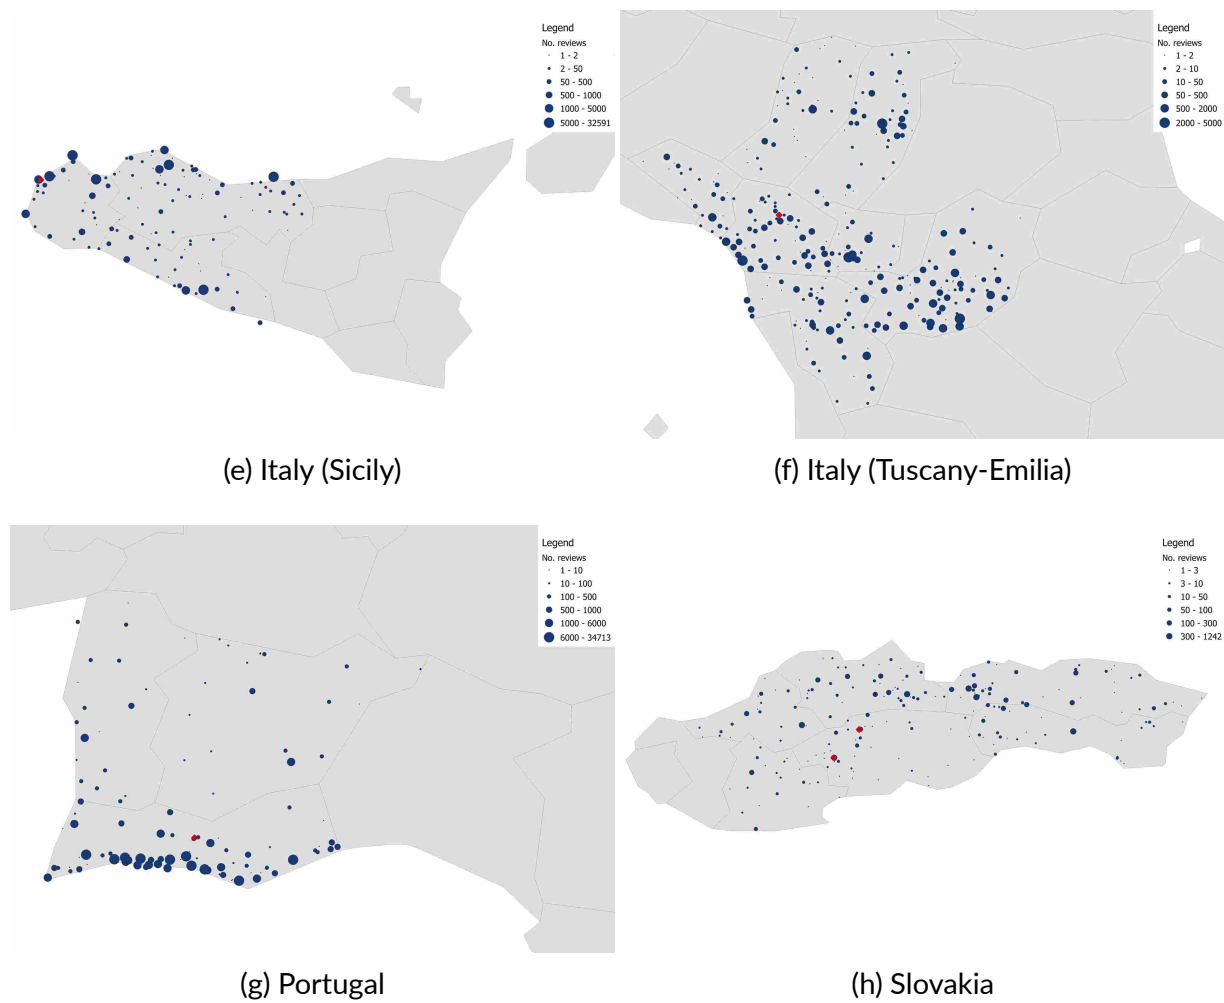 Legend
No. reviews
1 - 2
2 - 50
50 - 500
500 - 1000
1000 - 5000
5000 - 32591
(e) Italy (Sicily)
Legend
No. reviews
1 - 2
2 - 10
10 - 50
50 - 500
500 - 2000
2000 - 5000
(f) Italy (Tuscany-Emilia)
Legend
No. reviews
1 - 10
10 - 100
100 - 500
500 - 1000
1000 - 6000
6000 - 34713
(g) Portugal
Legend
No. reviews
1 - 3
3 - 10
10 - 50
50 - 100
100 - 300
300 - 1242
(h) Slovakia